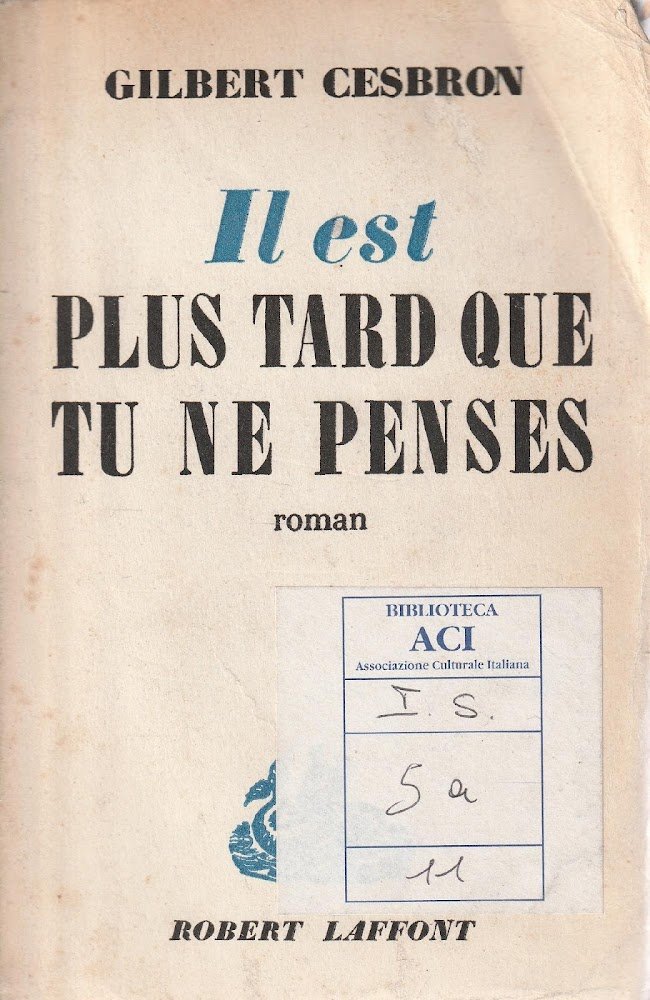 GILBERT CESBRON
Il est
PLUS TARD QUE
TU NE PENSES
roman
BIBLIOTECA
ACI
Associazione Culturale Italiana
I. S.
5 a
11
ROBERT LAFFONT